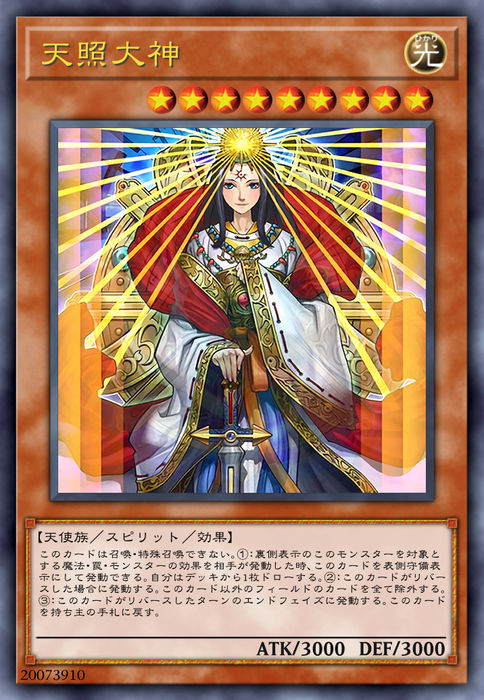 天照大神
ひかり
光
【天使族／スピリット／効果】
このカードは召喚・特殊召喚できない。①：裏側表示のこのモンスターを対象と
する魔法・罠・モンスターの効果を相手が発動した時、このカードを表側守備表
示にして発動できる。自分はデッキから1枚ドローする。②：このカードがリバー
スした場合に発動する。このカード以外のフィールドのカードを全て除外する。
③：このカードがリバースしたターンのエンドフェイズに発動する。このカード
を持ち主の手札に戻す。
ATK/3000 DEF/3000
20073910